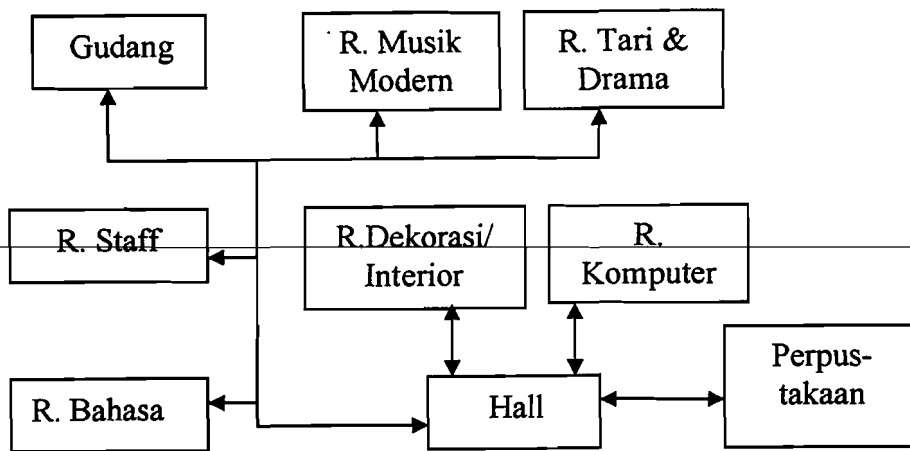 Gudang
R. Musik
Modern
R. Tari &
Drama
R. Staff
R.Dekorasi/
Interior
R.
Komputer
R. Bahasa
Hall
Perpus-
takaan